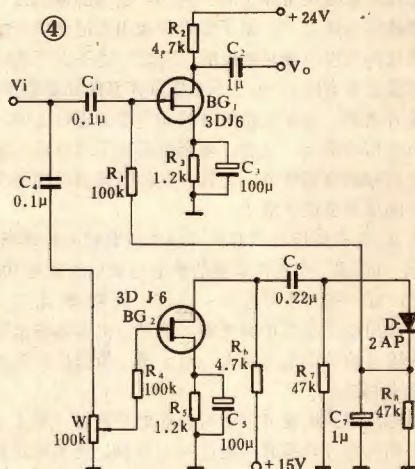 ④
+24V
R₂
4.7k
C₂
1μ
Vo
Vi
C₁
0.1μ
BG₁
3DJ6
C₄
0.1μ
R₁
100k
R₃
1.2k
C₃
100μ
3DJ6
BG₂
C₆
0.22μ
R₄
100k
R₆
4.7k
R₇
47k
D
2AP
W
100k
R₅
1.2k
C₅
100μ
C₇
1μ
R₈
47k
+15V